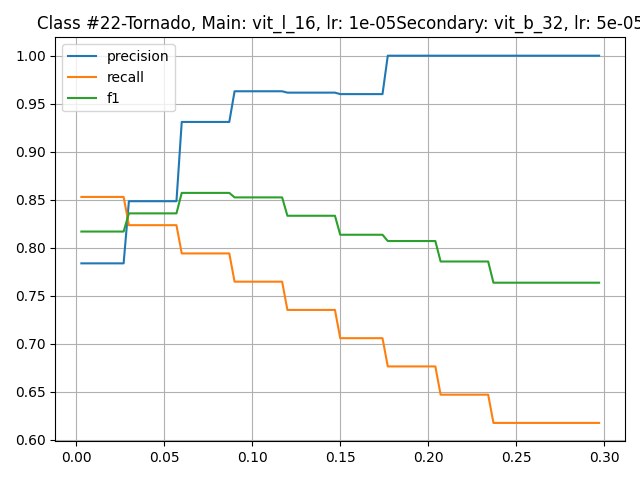 Class #22-Tornado, Main: vit_l_16, lr: 1e-05Secondary: vit_b_32, lr: 5e-05
precision
recall
f1
1.00
0.95
0.90
0.85
0.80
0.75
0.70
0.65
0.60
0.00 0.05 0.10 0.15 0.20 0.25 0.30